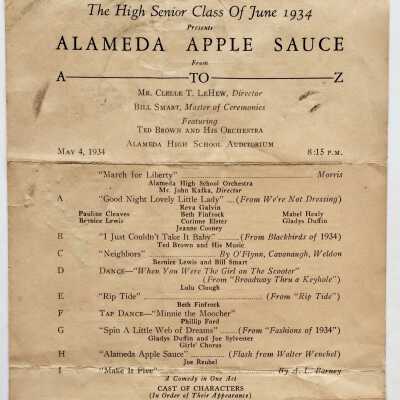 The High Senior Class Of June 1934
Presents
ALAMEDA APPLE SAUCE
From
A TO Z
Mr. Clelle T. LeHew, Director
Bill Smart, Master of Ceremonies
Featuring
Ted Brown and His Orchestra
Alameda High School Auditorium
May 4, 1934 8:15 P.M.
"March for Liberty" Morris
Alameda High School Orchestra
Mr. John Kafka, Director
A "Good Night Lovely Little Lady" (From We're Not Dressing)
Reva Galvin
Pauline Cleaves Beth Finfrock Mabel Healy
Bernice Lewis Corinne Elster Gladys Duffin
Jeanne Cooney
B "I Just Couldn't Take It Baby" (From Blackbirds of 1934)
Ted Brown and His Music
C "Neighbors" By O'Flynn, Cavanaugh, Weldon
Bernice Lewis and Bill Smart
D Dance—"When You Were The Girl on The Scooter"
(From "Broadway Thru a Keyhole")
Lulu Clough
E "Rip Tide" (From "Rip Tide")
Beth Finfrock
F Tap Dance—"Minnie the Moocher"
Phillip Ford
G "Spin A Little Web of Dreams" (From "Fashions of 1934")
Gladys Duffin and Joe Sylvester
Girls' Chorus
H "Alameda Apple Sauce" (Flash from Walter Wenchel)
Joe Reubel
I "Make It Five" By A. L. Barney
A Comedy in One Act
CAST OF CHARACTERS
(In Order of Their Appearance)